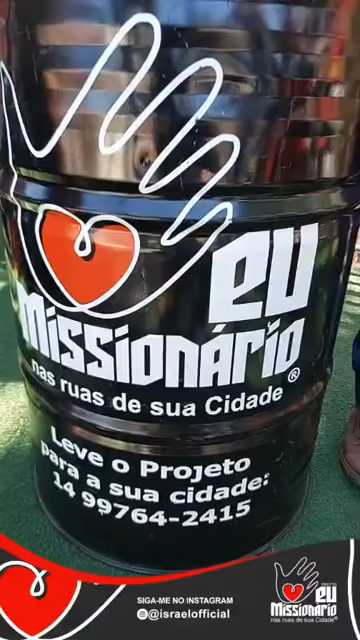 eu
Missionário®
nas ruas de sua Cidade
Leve o Projeto
para a sua cidade:
14 99764-2415
SIGA-ME NO INSTAGRAM
@israelofficial
eu
Missionário
nas ruas de sua Cidade